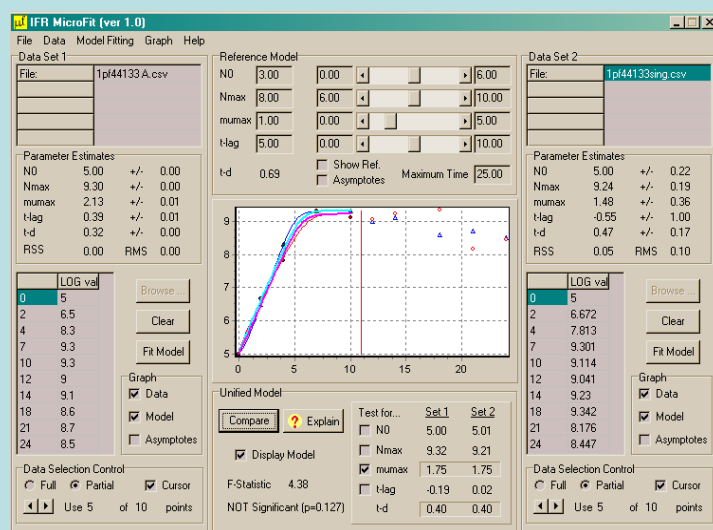 µf IFR MicroFit (ver 1.0)
File Data Model Fitting Graph Help
Data Set 1
File: 1pf44133 A.csv
Parameter Estimates
N0 5.00 +/- 0.00
Nmax 9.30 +/- 0.00
mumax 2.13 +/- 0.01
t-lag 0.39 +/- 0.01
t-d 0.32 +/- 0.00
RSS 0.00 RMS 0.00
LOG val
0 5
2 6.5
4 8.3
7 9.3
10 9.3
12 9
14 9.1
18 8.6
21 8.7
24 8.5
Browse ...
Clear
Fit Model
Graph
Data
Model
Asymptotes
Data Selection Control
Full Partial Cursor
Use 5 of 10 points
Reference Model
N0 3.00 0.00 6.00
Nmax 8.00 6.00 10.00
mumax 1.00 0.00 5.00
t-lag 5.00 0.00 10.00
t-d 0.69
Show Ref.
Asymptotes
Maximum Time 25.00
9
8
7
6
5
0 5 10 15 20
Unified Model
Compare
? Explain
Display Model
F-Statistic 4.38
NOT Significant (p=0.127)
Test for... Set 1 Set 2
N0 5.00 5.01
Nmax 9.32 9.21
mumax 1.75 1.75
t-lag -0.19 0.02
t-d 0.40 0.40
Data Set 2
File: 1pf44133sing.csv
Parameter Estimates
N0 5.00 +/- 0.22
Nmax 9.24 +/- 0.19
mumax 1.48 +/- 0.36
t-lag -0.55 +/- 1.00
t-d 0.47 +/- 0.17
RSS 0.05 RMS 0.10
LOG val
0 5
2 6.672
4 7.813
7 9.301
10 9.114
12 9.041
14 9.23
18 9.342
21 8.176
24 8.447
Browse ...
Clear
Fit Model
Graph
Data
Model
Asymptotes
Data Selection Control
Full Partial Cursor
Use 5 of 10 points